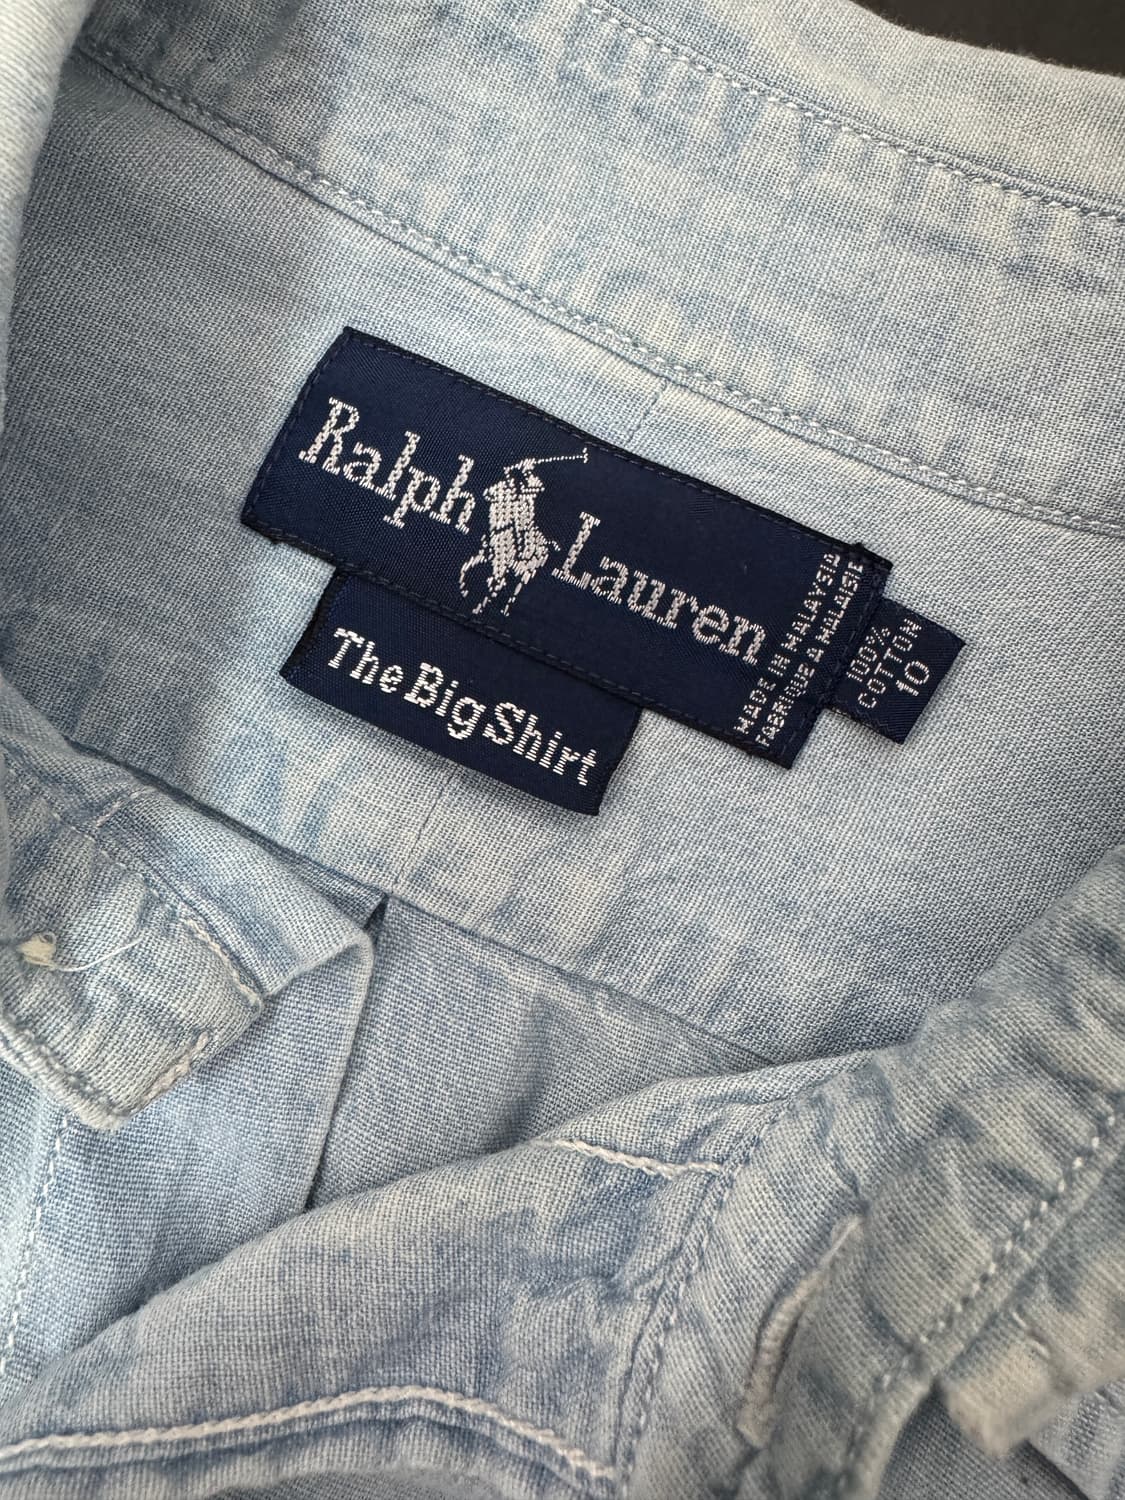 Ralph Lauren
The Big Shirt
MADE IN MALAYSIA
FABRIQUE A MALAISIE
100%
COTTON
10